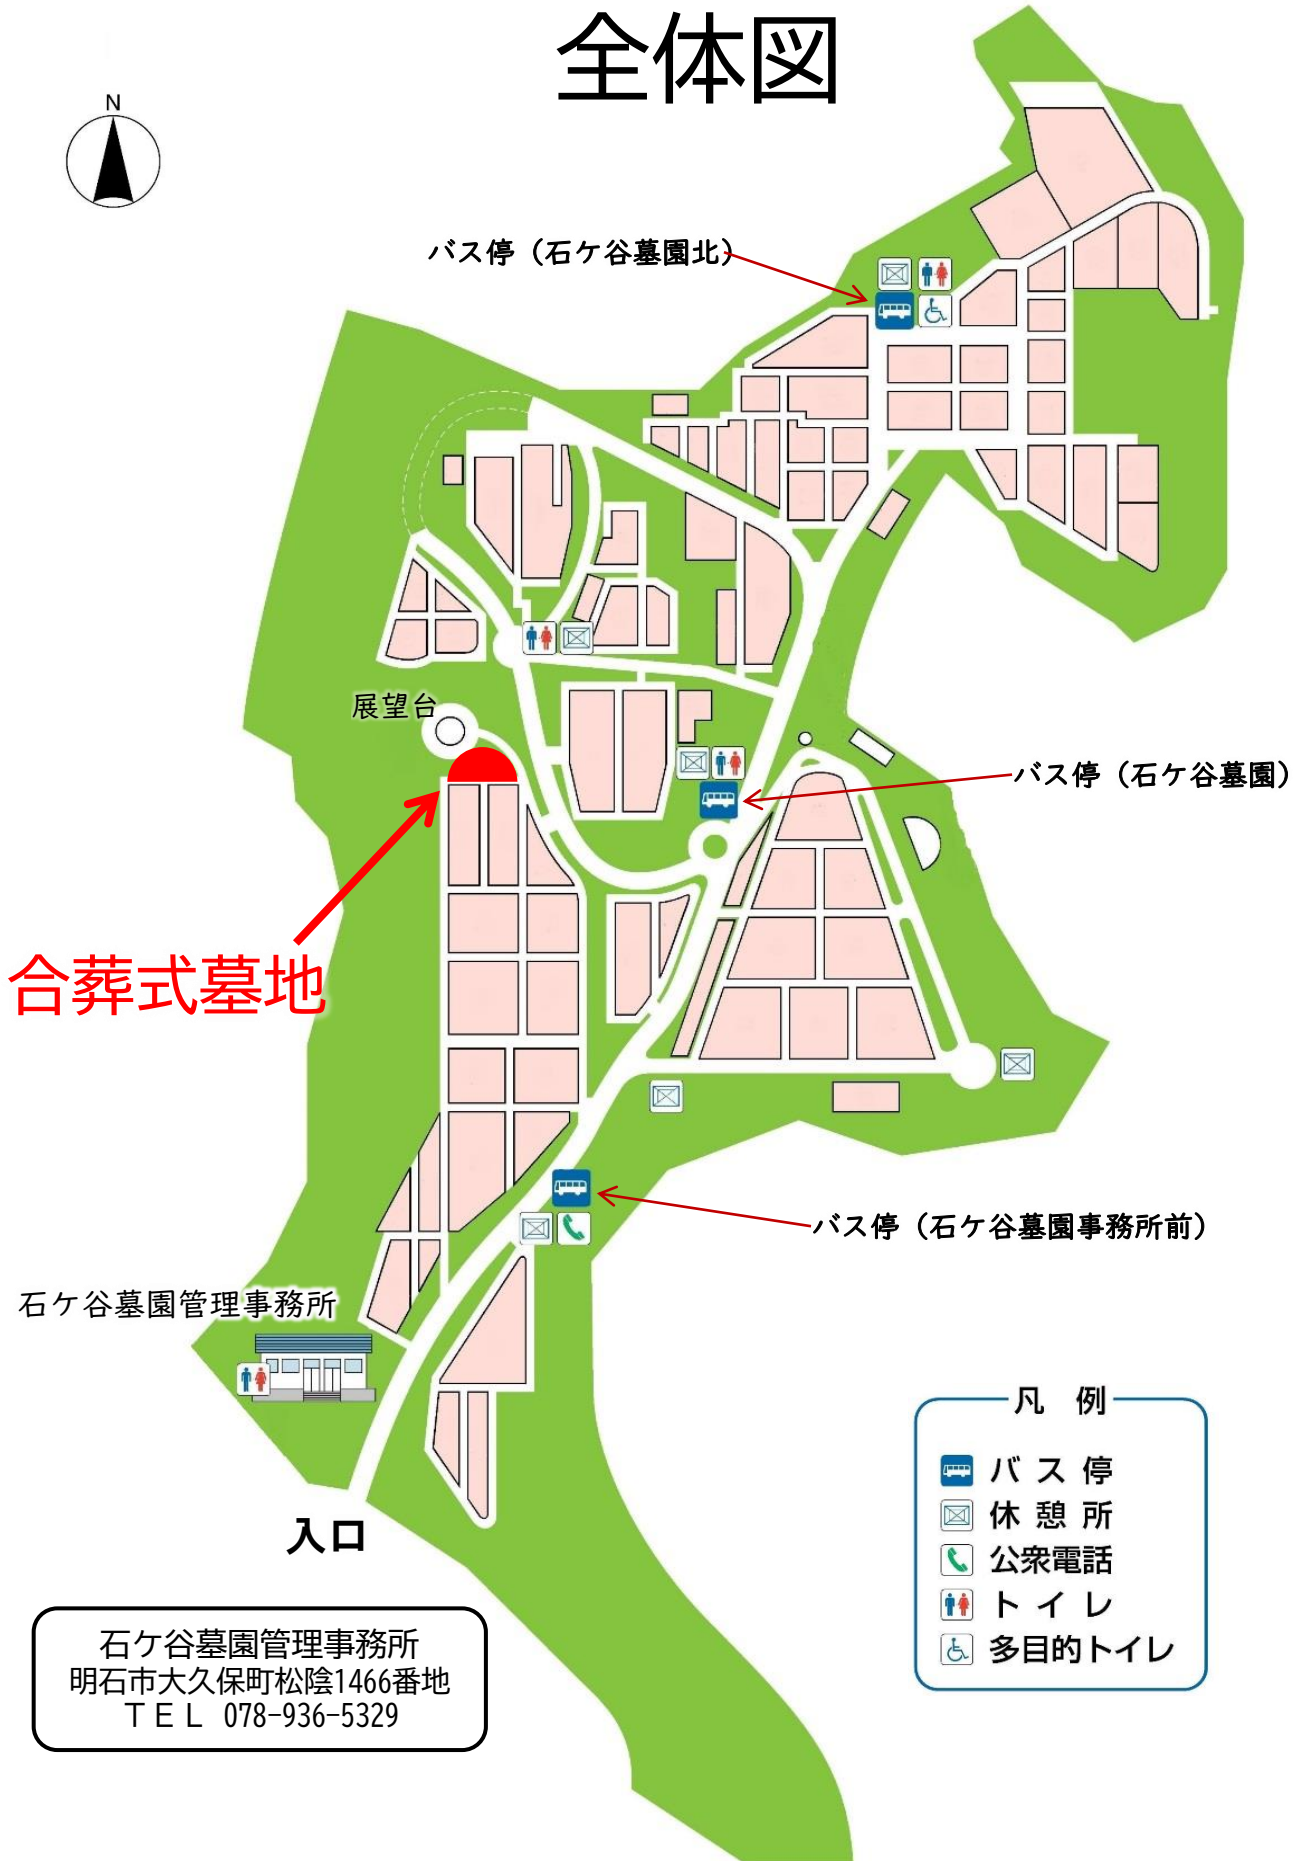 全体図
N
バス停（石ケ谷墓園北）
展望台
バス停（石ケ谷墓園）
合葬式墓地
バス停（石ケ谷墓園事務所前）
石ケ谷墓園管理事務所
入口
凡 例
バス停
休憩所
公衆電話
トイレ
多目的トイレ
石ケ谷墓園管理事務所
明石市大久保町松陰1466番地
ＴＥＬ 078-936-5329